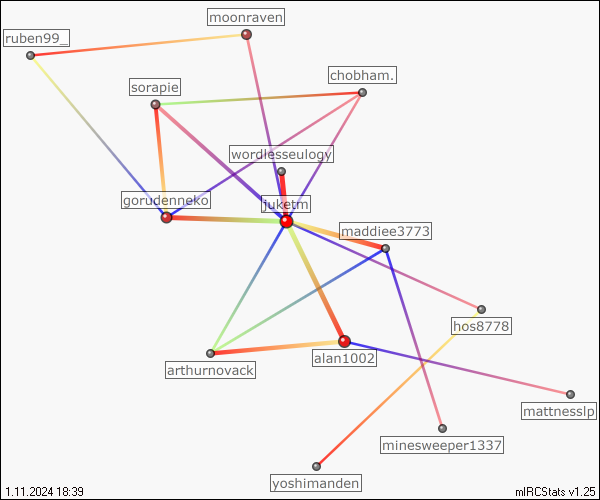 moonraven
ruben99_
chobham.
sorapie
wordlesseulogy
gorudenneko
juketm
maddiee3773
hos8778
alan1002
arthurnovack
mattnesslp
minesweeper1337
yoshimanden
1.11.2024 18:39
mIRCStats v1.25